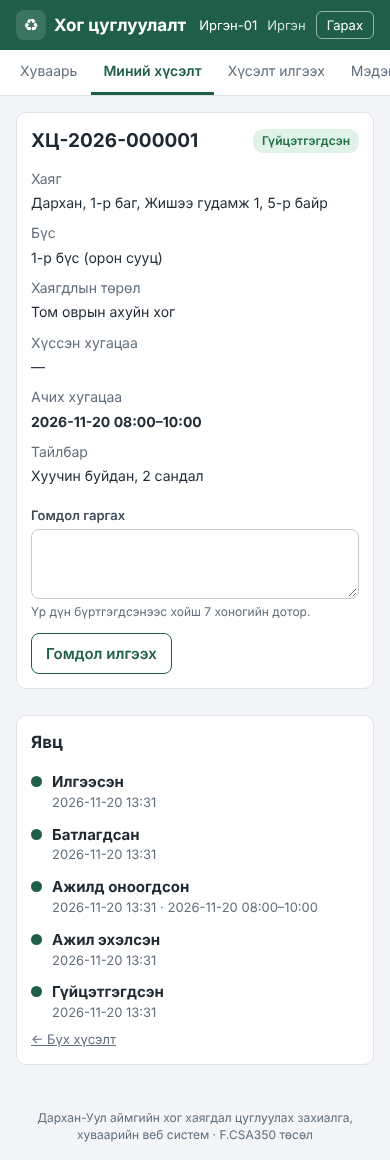 Хог цуглуулалт Иргэн-01 Иргэн Гарах
Хуваарь Миний хүсэлт Хүсэлт илгээх Мэдэ
ХЦ-2026-000001 Гүйцэтгэгдсэн
Хаяг
Дархан, 1-р баг, Жишээ гудамж 1, 5-р байр
Бүс
1-р бүс (орон сууц)
Хаягдлын төрөл
Том оврын ахуйн хог
Хүссэн хугацаа
—
Ачих хугацаа
2026-11-20 08:00–10:00
Тайлбар
Хуучин буйдан, 2 сандал
Гомдол гаргах
Үр дүн бүртгэгдсэнээс хойш 7 хоногийн дотор.
Гомдол илгээх
Явц
Илгээсэн
2026-11-20 13:31
Батлагдсан
2026-11-20 13:31
Ажилд оноогдсон
2026-11-20 13:31 · 2026-11-20 08:00–10:00
Ажил эхэлсэн
2026-11-20 13:31
Гүйцэтгэгдсэн
2026-11-20 13:31
← Бүх хүсэлт
Дархан-Уул аймгийн хог хаягдал цуглуулах захиалга,
хуваарийн веб систем · F.CSA350 төсөл